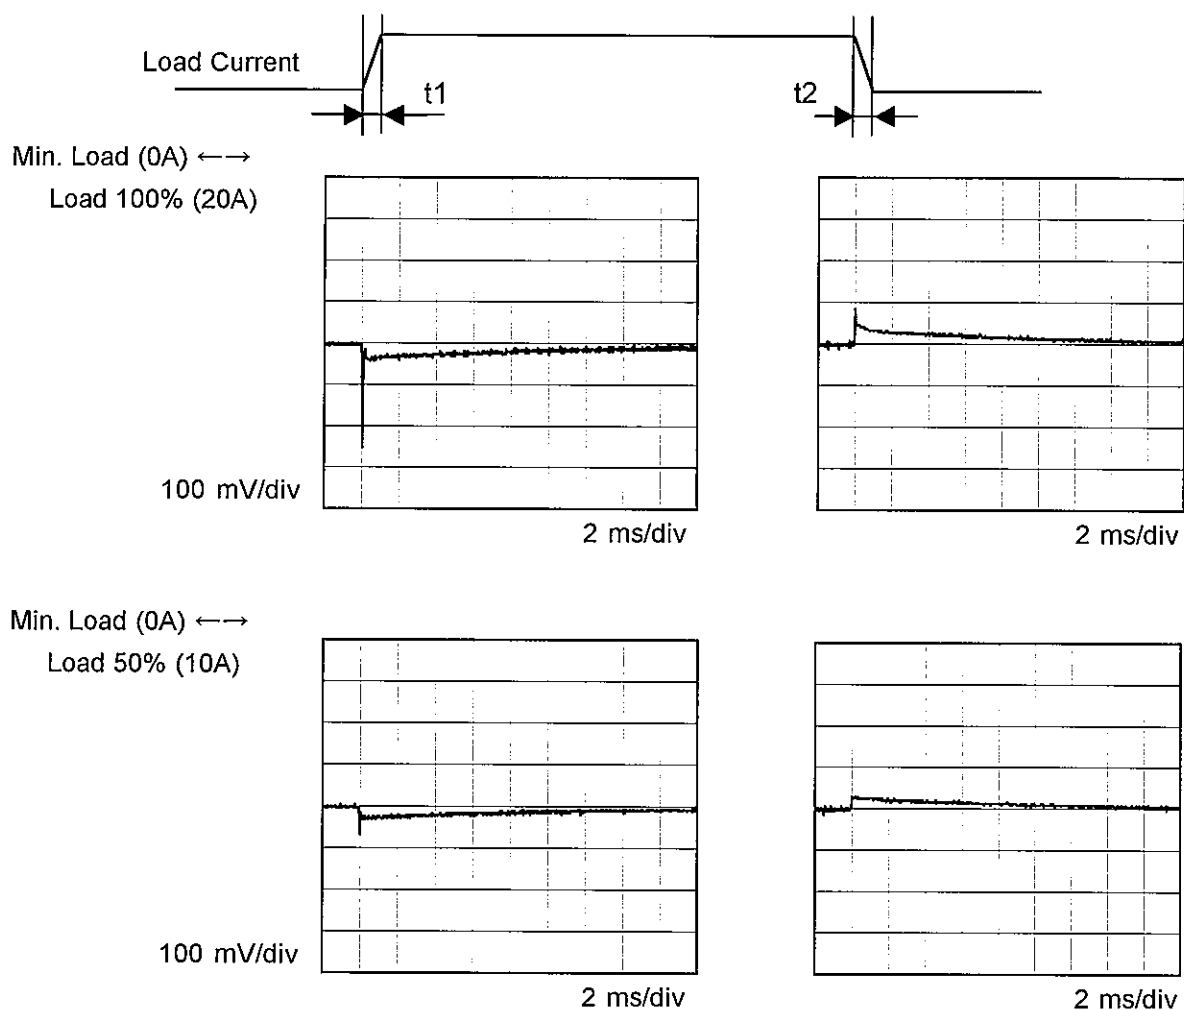 Load Current
t1
t2
Min. Load (0A) ←→
Load 100% (20A)
100 mV/div
2 ms/div
2 ms/div
Min. Load (0A) ←→
Load 50% (10A)
100 mV/div
2 ms/div
2 ms/div